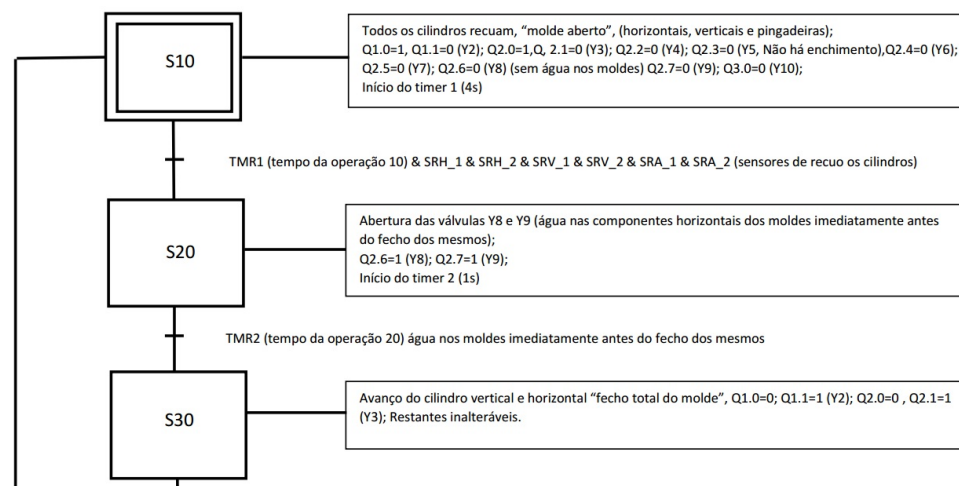 S10
Todos os cilindros recuam, “molde aberto”, (horizontais, verticais e pingadeiras);
Q1.0=1, Q1.1=0 (Y2); Q2.0=1,Q, 2.1=0 (Y3); Q2.2=0 (Y4); Q2.3=0 (Y5, Não há enchimento),Q2.4=0 (Y6);
Q2.5=0 (Y7); Q2.6=0 (Y8) (sem água nos moldes) Q2.7=0 (Y9); Q3.0=0 (Y10);
Início do timer 1 (4s)
TMR1 (tempo da operação 10) & SRH_1 & SRH_2 & SRV_1 & SRV_2 & SRA_1 & SRA_2 (sensores de recuo os cilindros)
S20
Abertura das válvulas Y8 e Y9 (água nas componentes horizontais dos moldes imediatamente antes
do fecho dos mesmos);
Q2.6=1 (Y8); Q2.7=1 (Y9);
Início do timer 2 (1s)
TMR2 (tempo da operação 20) água nos moldes imediatamente antes do fecho dos mesmos
S30
Avanço do cilindro vertical e horizontal “fecho total do molde”, Q1.0=0; Q1.1=1 (Y2); Q2.0=0 , Q2.1=1
(Y3); Restantes inalteráveis.